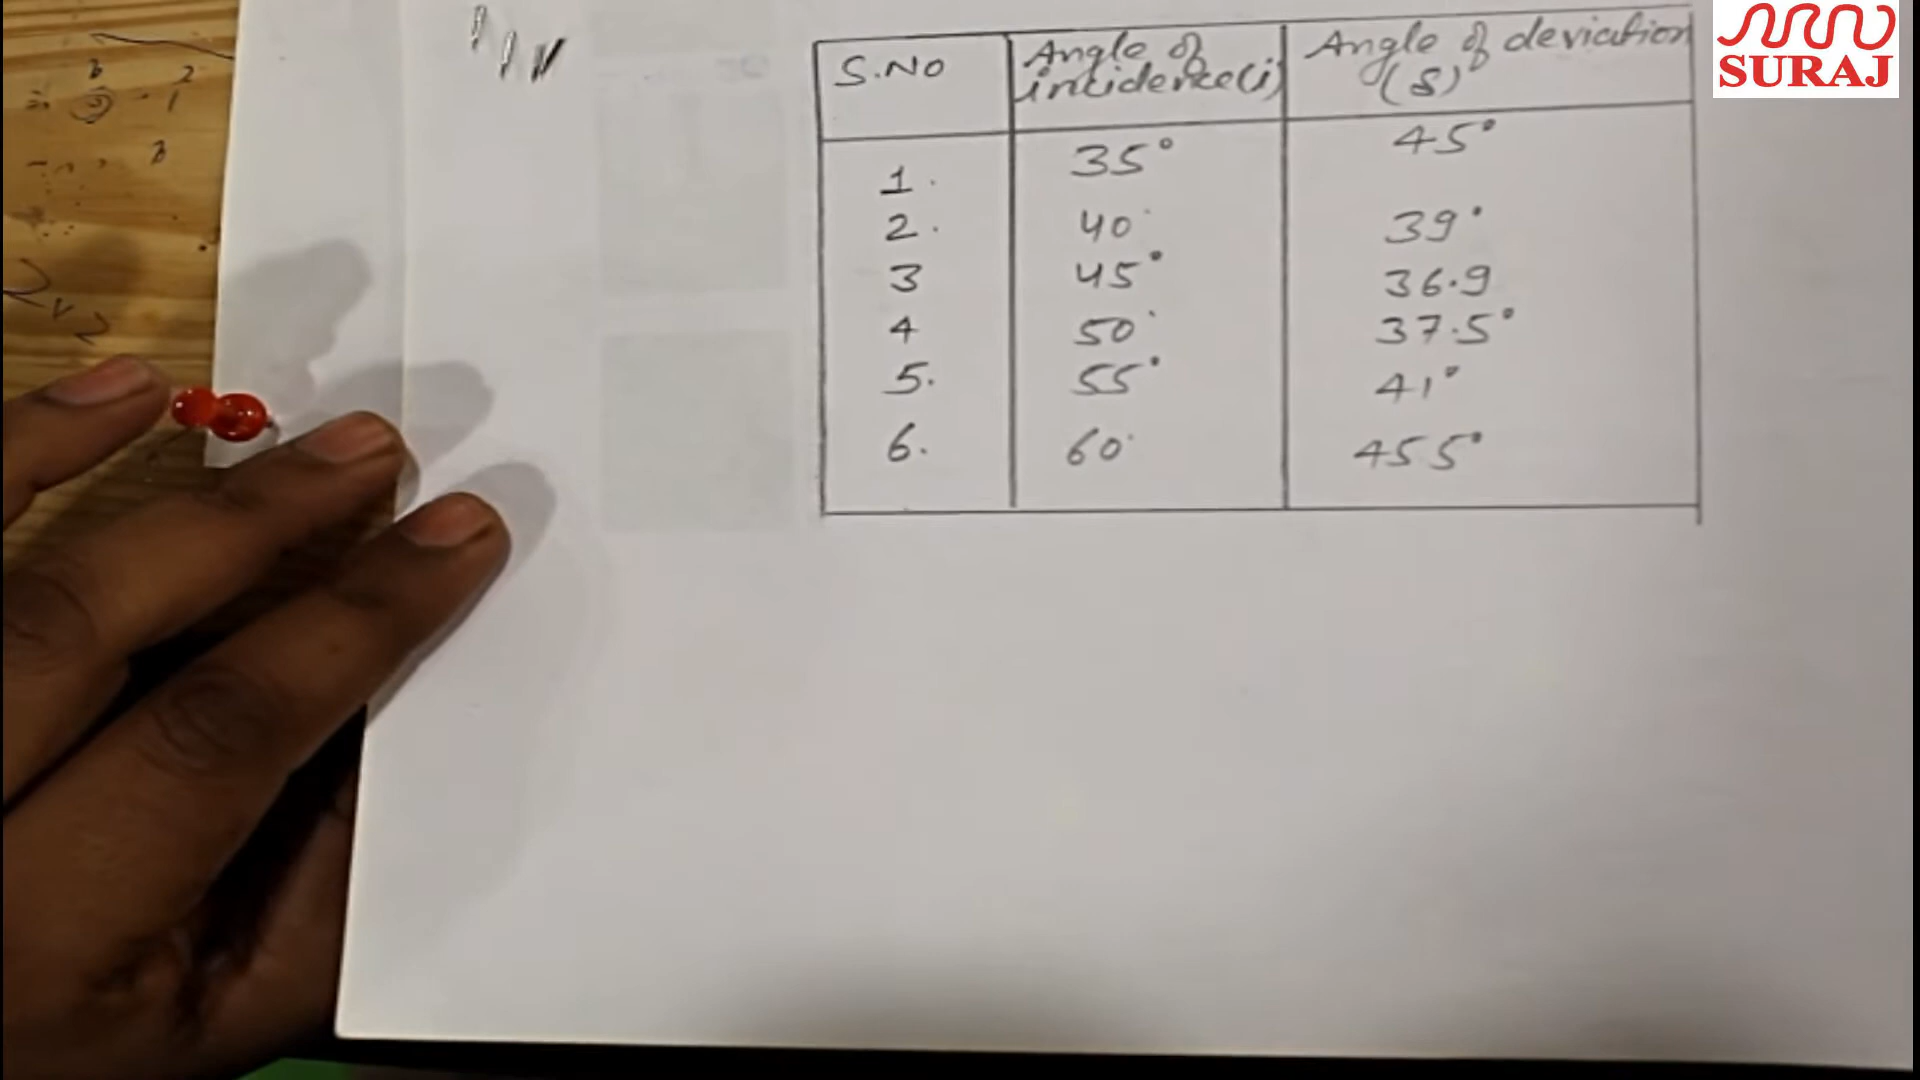 S.No Angle of incidence(i) Angle of deviation (δ)
1. 35° 45°
2. 40° 39°
3 45° 36.9
4 50° 37.5°
5. 55° 41°
6. 60° 455°
SURAJ